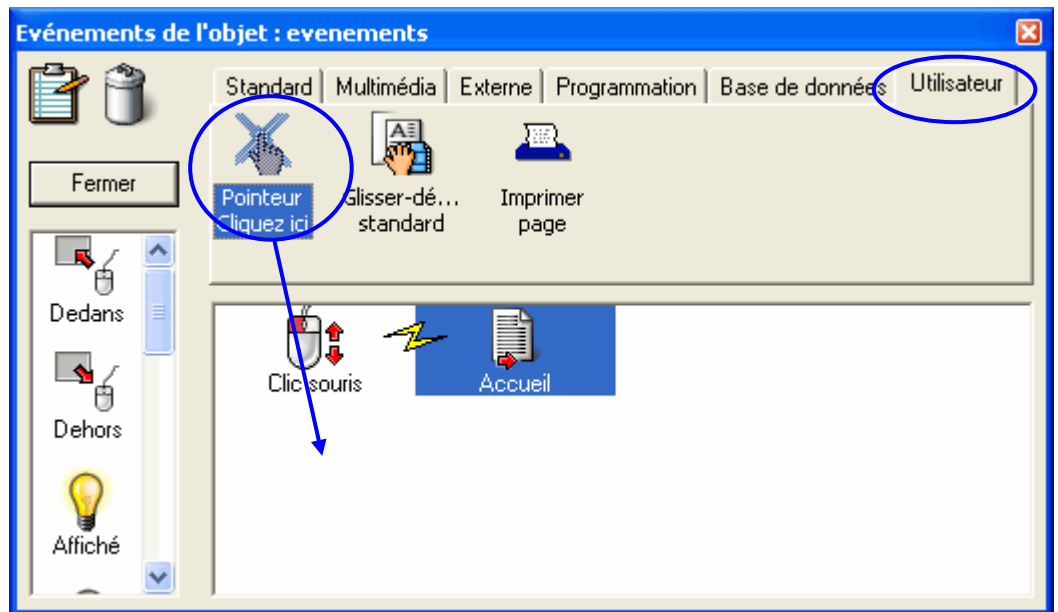 Evénements de l'objet : evenements
Standard Multimédia Externe Programmation Base de données Utilisateur
Fermer
Pointeur
Cliquez ici
Glisser-dé...
standard
Imprimer
page
Dedans
Dehors
Affiché
Clic souris
Accueil